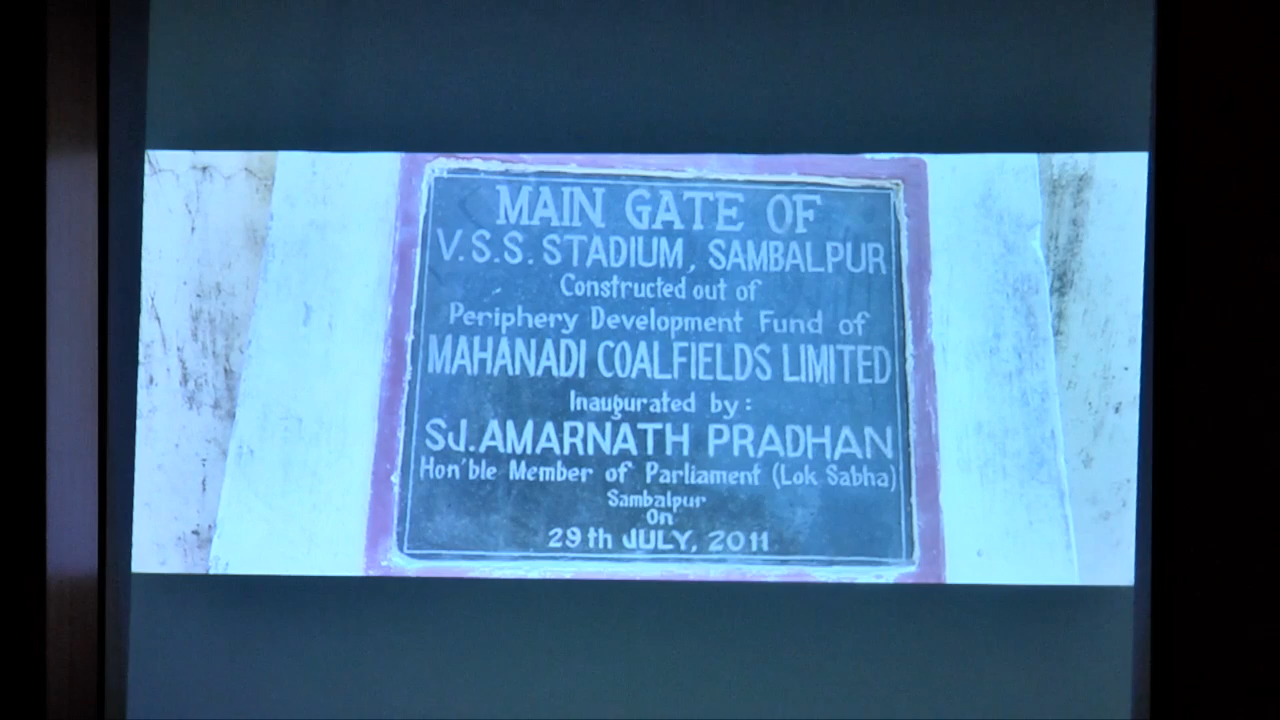 MAIN GATE OF
V.S.S. STADIUM, SAMBALPUR
Constructed out of
Periphery Development Fund of
MAHANADI COALFIELDS LIMITED
Inaugurated by:
SJ. AMARNATH PRADHAN
Hon'ble Member of Parliament (Lok Sabha)
Sambalpur
On
29th JULY, 2011